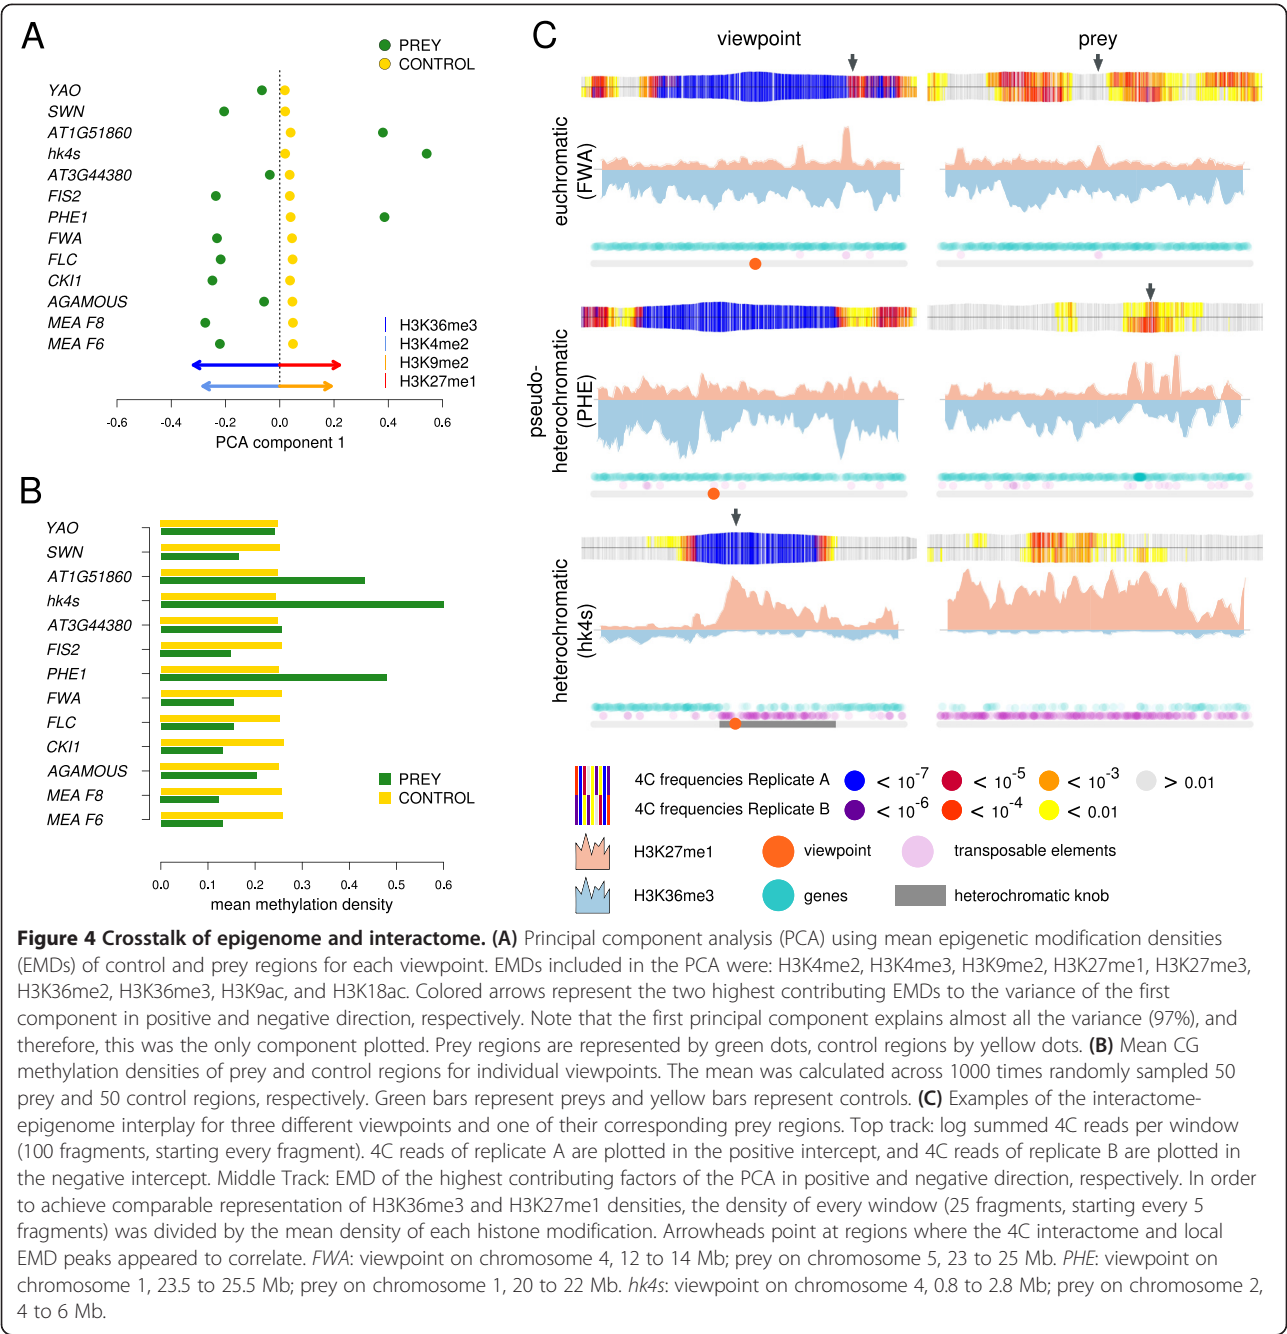 A
PREY
CONTROL
YAO
SWN
AT1G51860
hk4s
AT3G44380
FIS2
PHE1
FWA
FLC
CKI1
AGAMOUS
MEA F8
MEA F6
H3K36me3
H3K4me2
H3K9me2
H3K27me1
-0.6 -0.4 -0.2 0.0 0.2 0.4 0.6
PCA component 1
B
YAO
SWN
AT1G51860
hk4s
AT3G44380
FIS2
PHE1
FWA
FLC
CKI1
AGAMOUS
MEA F8
MEA F6
PREY
CONTROL
0.0 0.1 0.2 0.3 0.4 0.5 0.6
mean methylation density
C
viewpoint prey
euchromatic
(FWA)
pseudo-
heterochromatic
(PHE)
heterochromatic
(hk4s)
4C frequencies Replicate A < 10-7 < 10-5 < 10-3 > 0.01
4C frequencies Replicate B < 10-6 < 10-4 < 0.01
H3K27me1 viewpoint transposable elements
H3K36me3 genes heterochromatic knob
Figure 4 Crosstalk of epigenome and interactome. (A) Principal component analysis (PCA) using mean epigenetic modification densities
(EMDs) of control and prey regions for each viewpoint. EMDs included in the PCA were: H3K4me2, H3K4me3, H3K9me2, H3K27me1, H3K27me3,
H3K36me2, H3K36me3, H3K9ac, and H3K18ac. Colored arrows represent the two highest contributing EMDs to the variance of the first
component in positive and negative direction, respectively. Note that the first principal component explains almost all the variance (97%), and
therefore, this was the only component plotted. Prey regions are represented by green dots, control regions by yellow dots. (B) Mean CG
methylation densities of prey and control regions for individual viewpoints. The mean was calculated across 1000 times randomly sampled 50
prey and 50 control regions, respectively. Green bars represent preys and yellow bars represent controls. (C) Examples of the interactome-
epigenome interplay for three different viewpoints and one of their corresponding prey regions. Top track: log summed 4C reads per window
(100 fragments, starting every fragment). 4C reads of replicate A are plotted in the positive intercept, and 4C reads of replicate B are plotted in
the negative intercept. Middle Track: EMD of the highest contributing factors of the PCA in positive and negative direction, respectively. In order
to achieve comparable representation of H3K36me3 and H3K27me1 densities, the density of every window (25 fragments, starting every 5
fragments) was divided by the mean density of each histone modification. Arrowheads point at regions where the 4C interactome and local
EMD peaks appeared to correlate. FWA: viewpoint on chromosome 4, 12 to 14 Mb; prey on chromosome 5, 23 to 25 Mb. PHE: viewpoint on
chromosome 1, 23.5 to 25.5 Mb; prey on chromosome 1, 20 to 22 Mb. hk4s: viewpoint on chromosome 4, 0.8 to 2.8 Mb; prey on chromosome 2,
4 to 6 Mb.